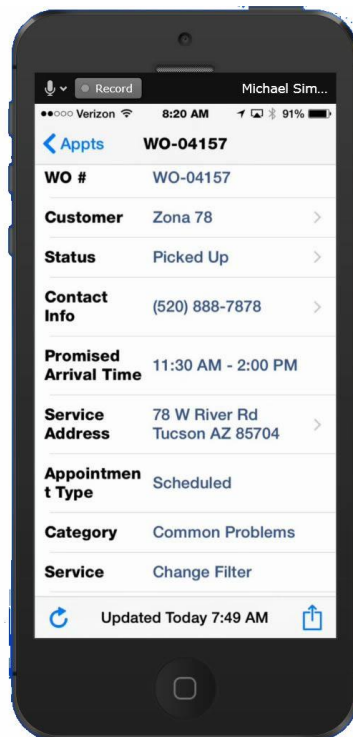 Record
Michael Sim...
Verizon
8:20 AM
91%
Appts
WO-04157
WO #
WO-04157
Customer
Zona 78
Status
Picked Up
Contact
Info
(520) 888-7878
Promised
Arrival Time
11:30 AM - 2:00 PM
Service
Address
78 W River Rd
Tucson AZ 85704
Appointmen
t Type
Scheduled
Category
Common Problems
Service
Change Filter
Updated Today 7:49 AM